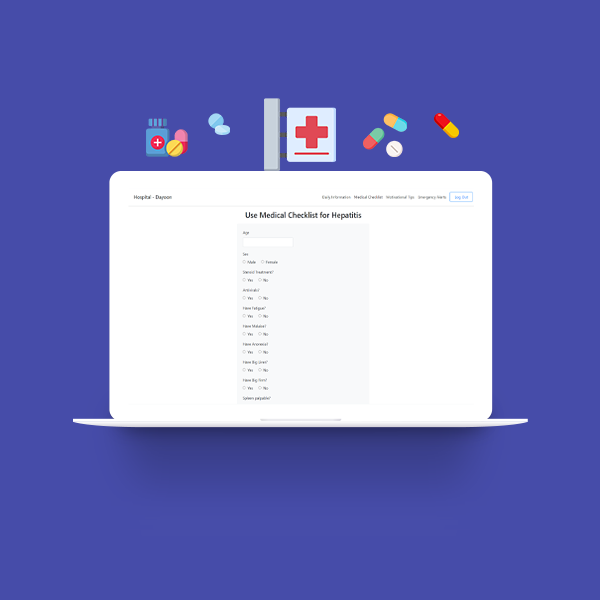 Hospital - Dayson
Daily Information Medical Checklist Motivational Tips Emergency Alerts Log Out
Use Medical Checklist for Hepatitis
Age
Sex
Male Female
Steroid Treatment?
Yes No
Antivirals?
Yes No
Have Fatigue?
Yes No
Have Malaise?
Yes No
Have Anorexia?
Yes No
Have Big Liver?
Yes No
Have Big Firm?
Yes No
Spleen palpable?